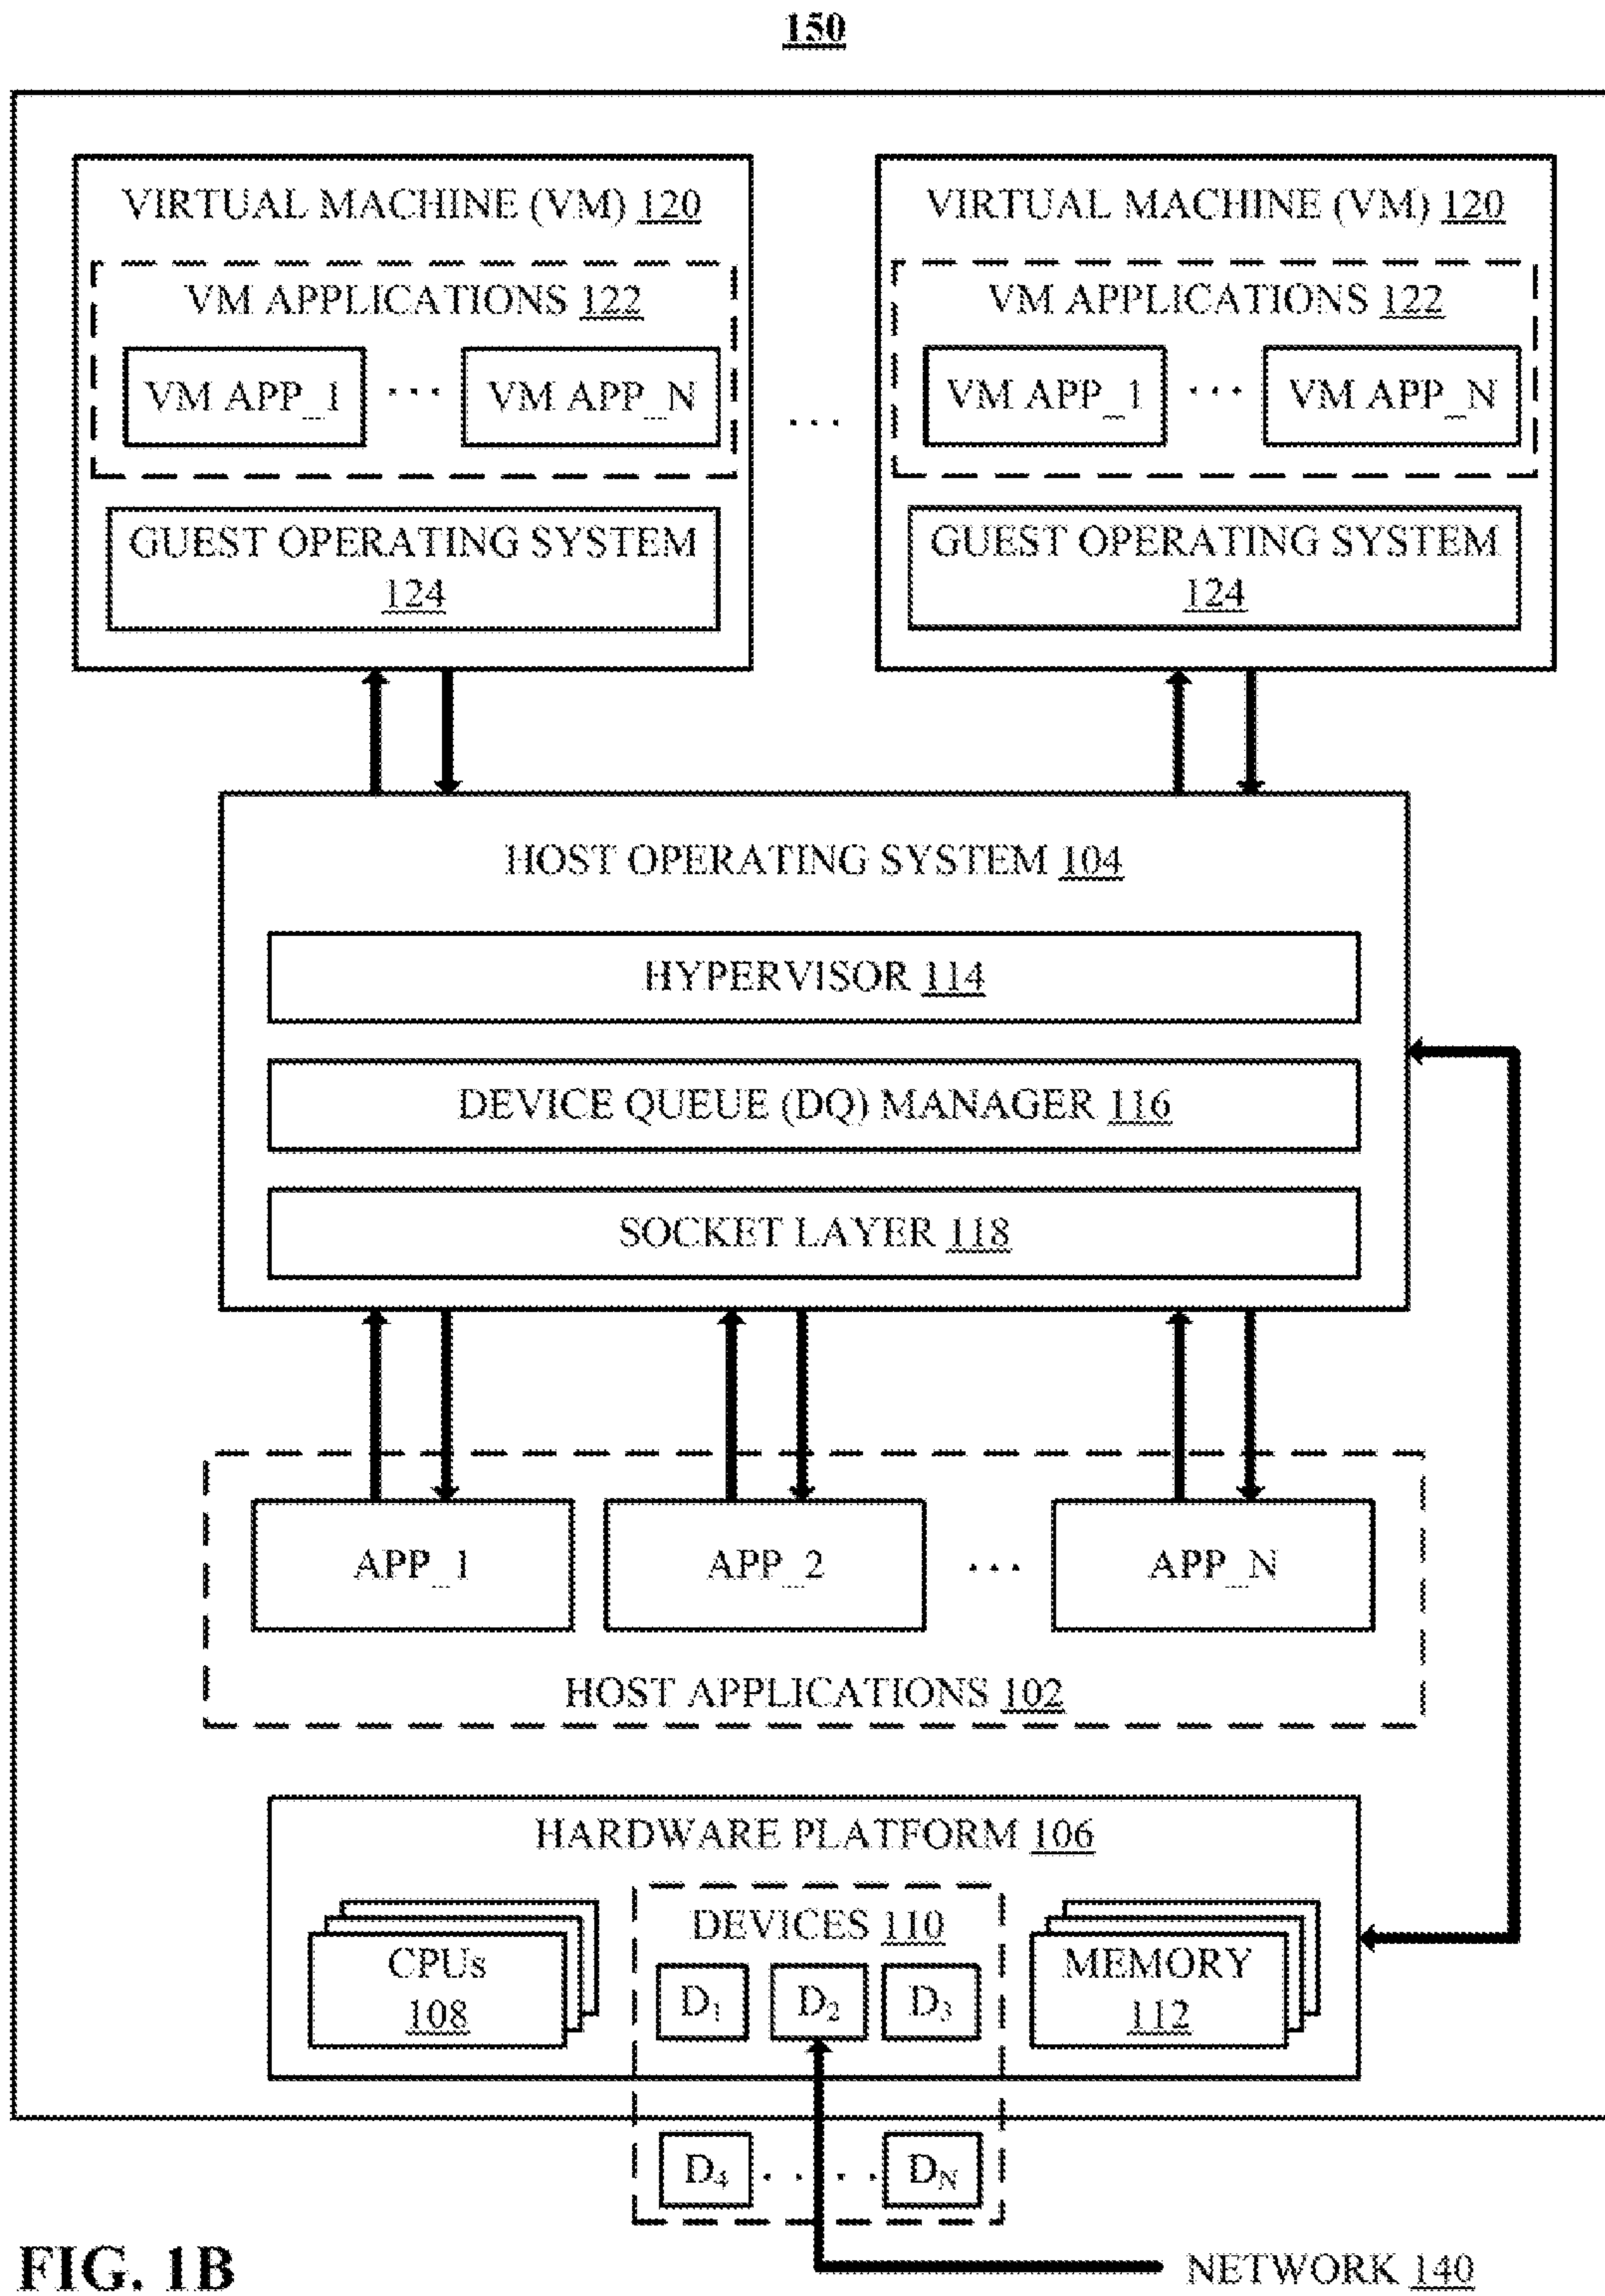 150
VIRTUAL MACHINE (VM) 120
VM APPLICATIONS 122
VM APP_1 ... VM APP_N
GUEST OPERATING SYSTEM
124
...
VIRTUAL MACHINE (VM) 120
VM APPLICATIONS 122
VM APP_1 ... VM APP_N
GUEST OPERATING SYSTEM
124
HOST OPERATING SYSTEM 104
HYPERVISOR 114
DEVICE QUEUE (DQ) MANAGER 116
SOCKET LAYER 118
APP_1 APP_2 ... APP_N
HOST APPLICATIONS 102
HARDWARE PLATFORM 106
CPUs
108
DEVICES 110
D1 D2 D3
MEMORY
112
D4 ..... DN
NETWORK 140
FIG. 1B